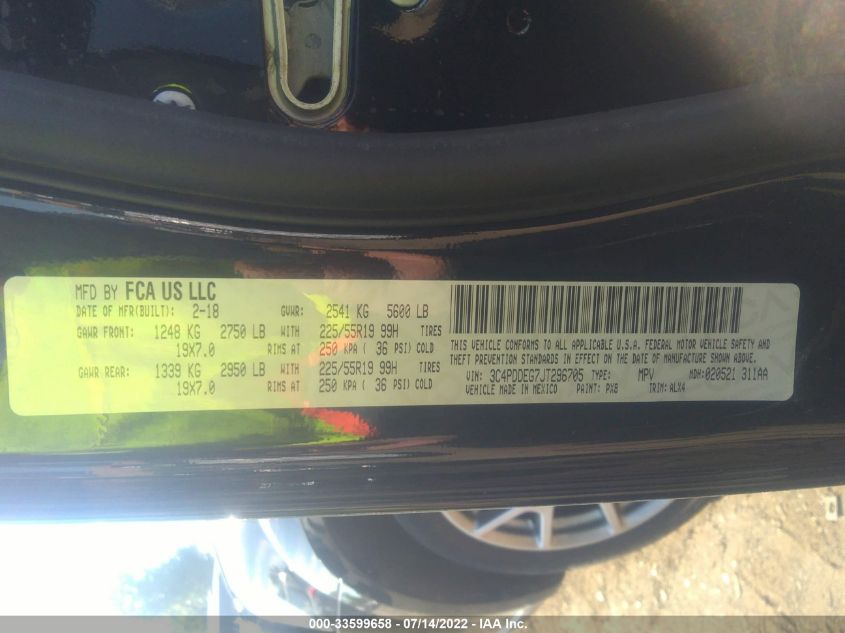 MFD BY FCA US LLC
DATE OF MFR(BUILT): 2-18 GVWR: 2541 KG 5600 LB
GAWR FRONT: 1248 KG 2750 LB WITH 225/55R19 99H TIRES
19X7.0 RIMS AT 250 KPA ( 36 PSI) COLD
GAWR REAR: 1339 KG 2950 LB WITH 225/55R19 99H TIRES
19X7.0 RIMS AT 250 KPA ( 36 PSI) COLD
THIS VEHICLE CONFORMS TO ALL APPLICABLE U.S.A. FEDERAL MOTOR VEHICLE SAFETY AND
THEFT PREVENTION STANDARDS IN EFFECT ON THE DATE OF MANUFACTURE SHOWN ABOVE.
VIN: 3C4PDDEG7JT296705 TYPE: MPV MDH:020521 311AA
VEHICLE MADE IN MEXICO PAINT: PX8 TRIM: ALX4
000-33599658 - 07/14/2022 - IAA Inc.